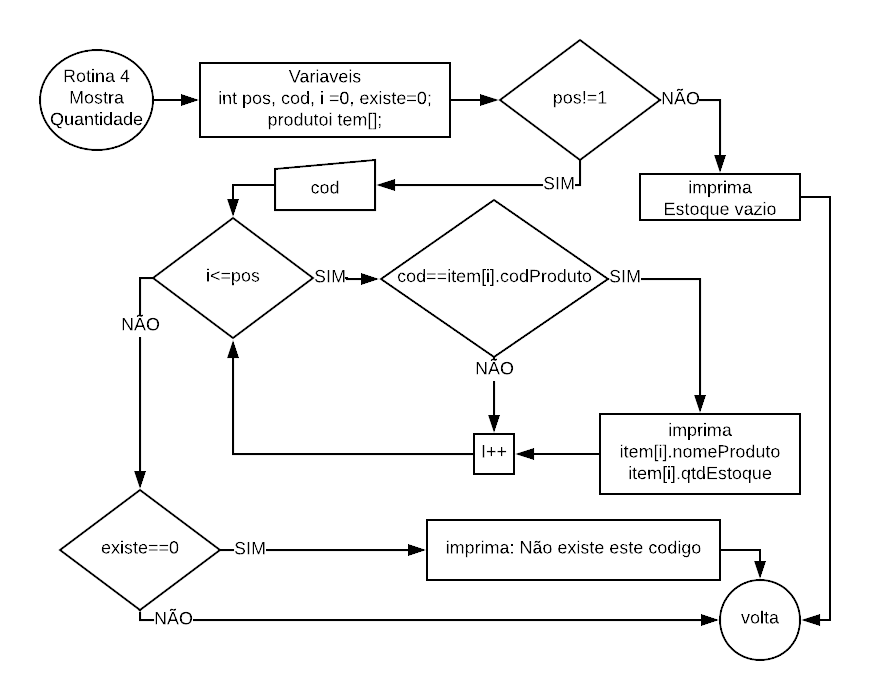 Rotina 4
Mostra
Quantidade
Variaveis
int pos, cod, i =0, existe=0;
produtoi tem[];
pos!=1
NÃO
imprima
Estoque vazio
SIM
cod
i<=pos
SIM
cod==item[i].codProduto
SIM
NÃO
NÃO
imprima
item[i].nomeProduto
item[i].qtdEstoque
I++
existe==0
SIM
imprima: Não existe este codigo
NÃO
volta